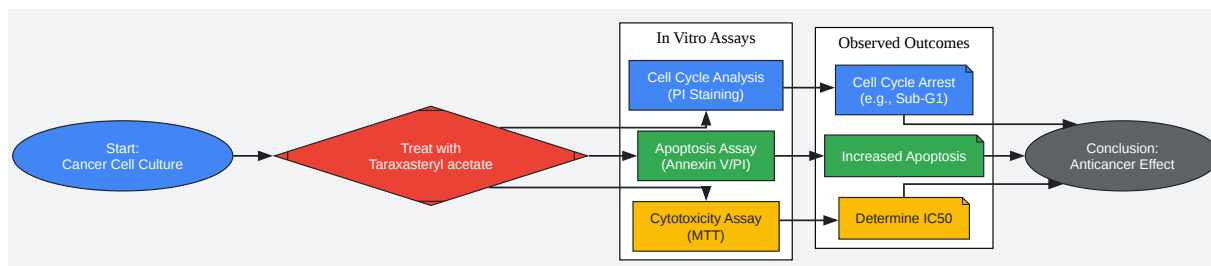 Start:
Cancer Cell Culture
Treat with
Taraxasteryl acetate
In Vitro Assays
Cell Cycle Analysis
(PI Staining)
Apoptosis Assay
(Annexin V/PI)
Cytotoxicity Assay
(MTT)
Observed Outcomes
Cell Cycle Arrest
(e.g., Sub-G1)
Increased Apoptosis
Determine IC50
Conclusion:
Anticancer Effect